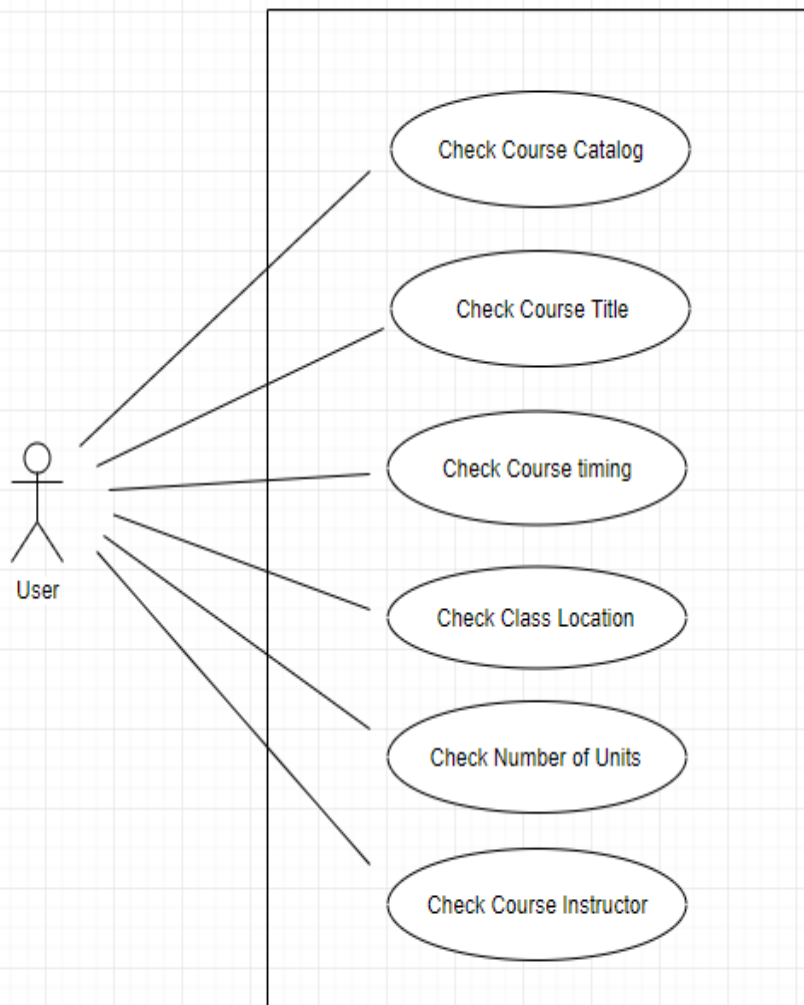 Check Course Catalog
Check Course Title
Check Course timing
User
Check Class Location
Check Number of Units
Check Course Instructor